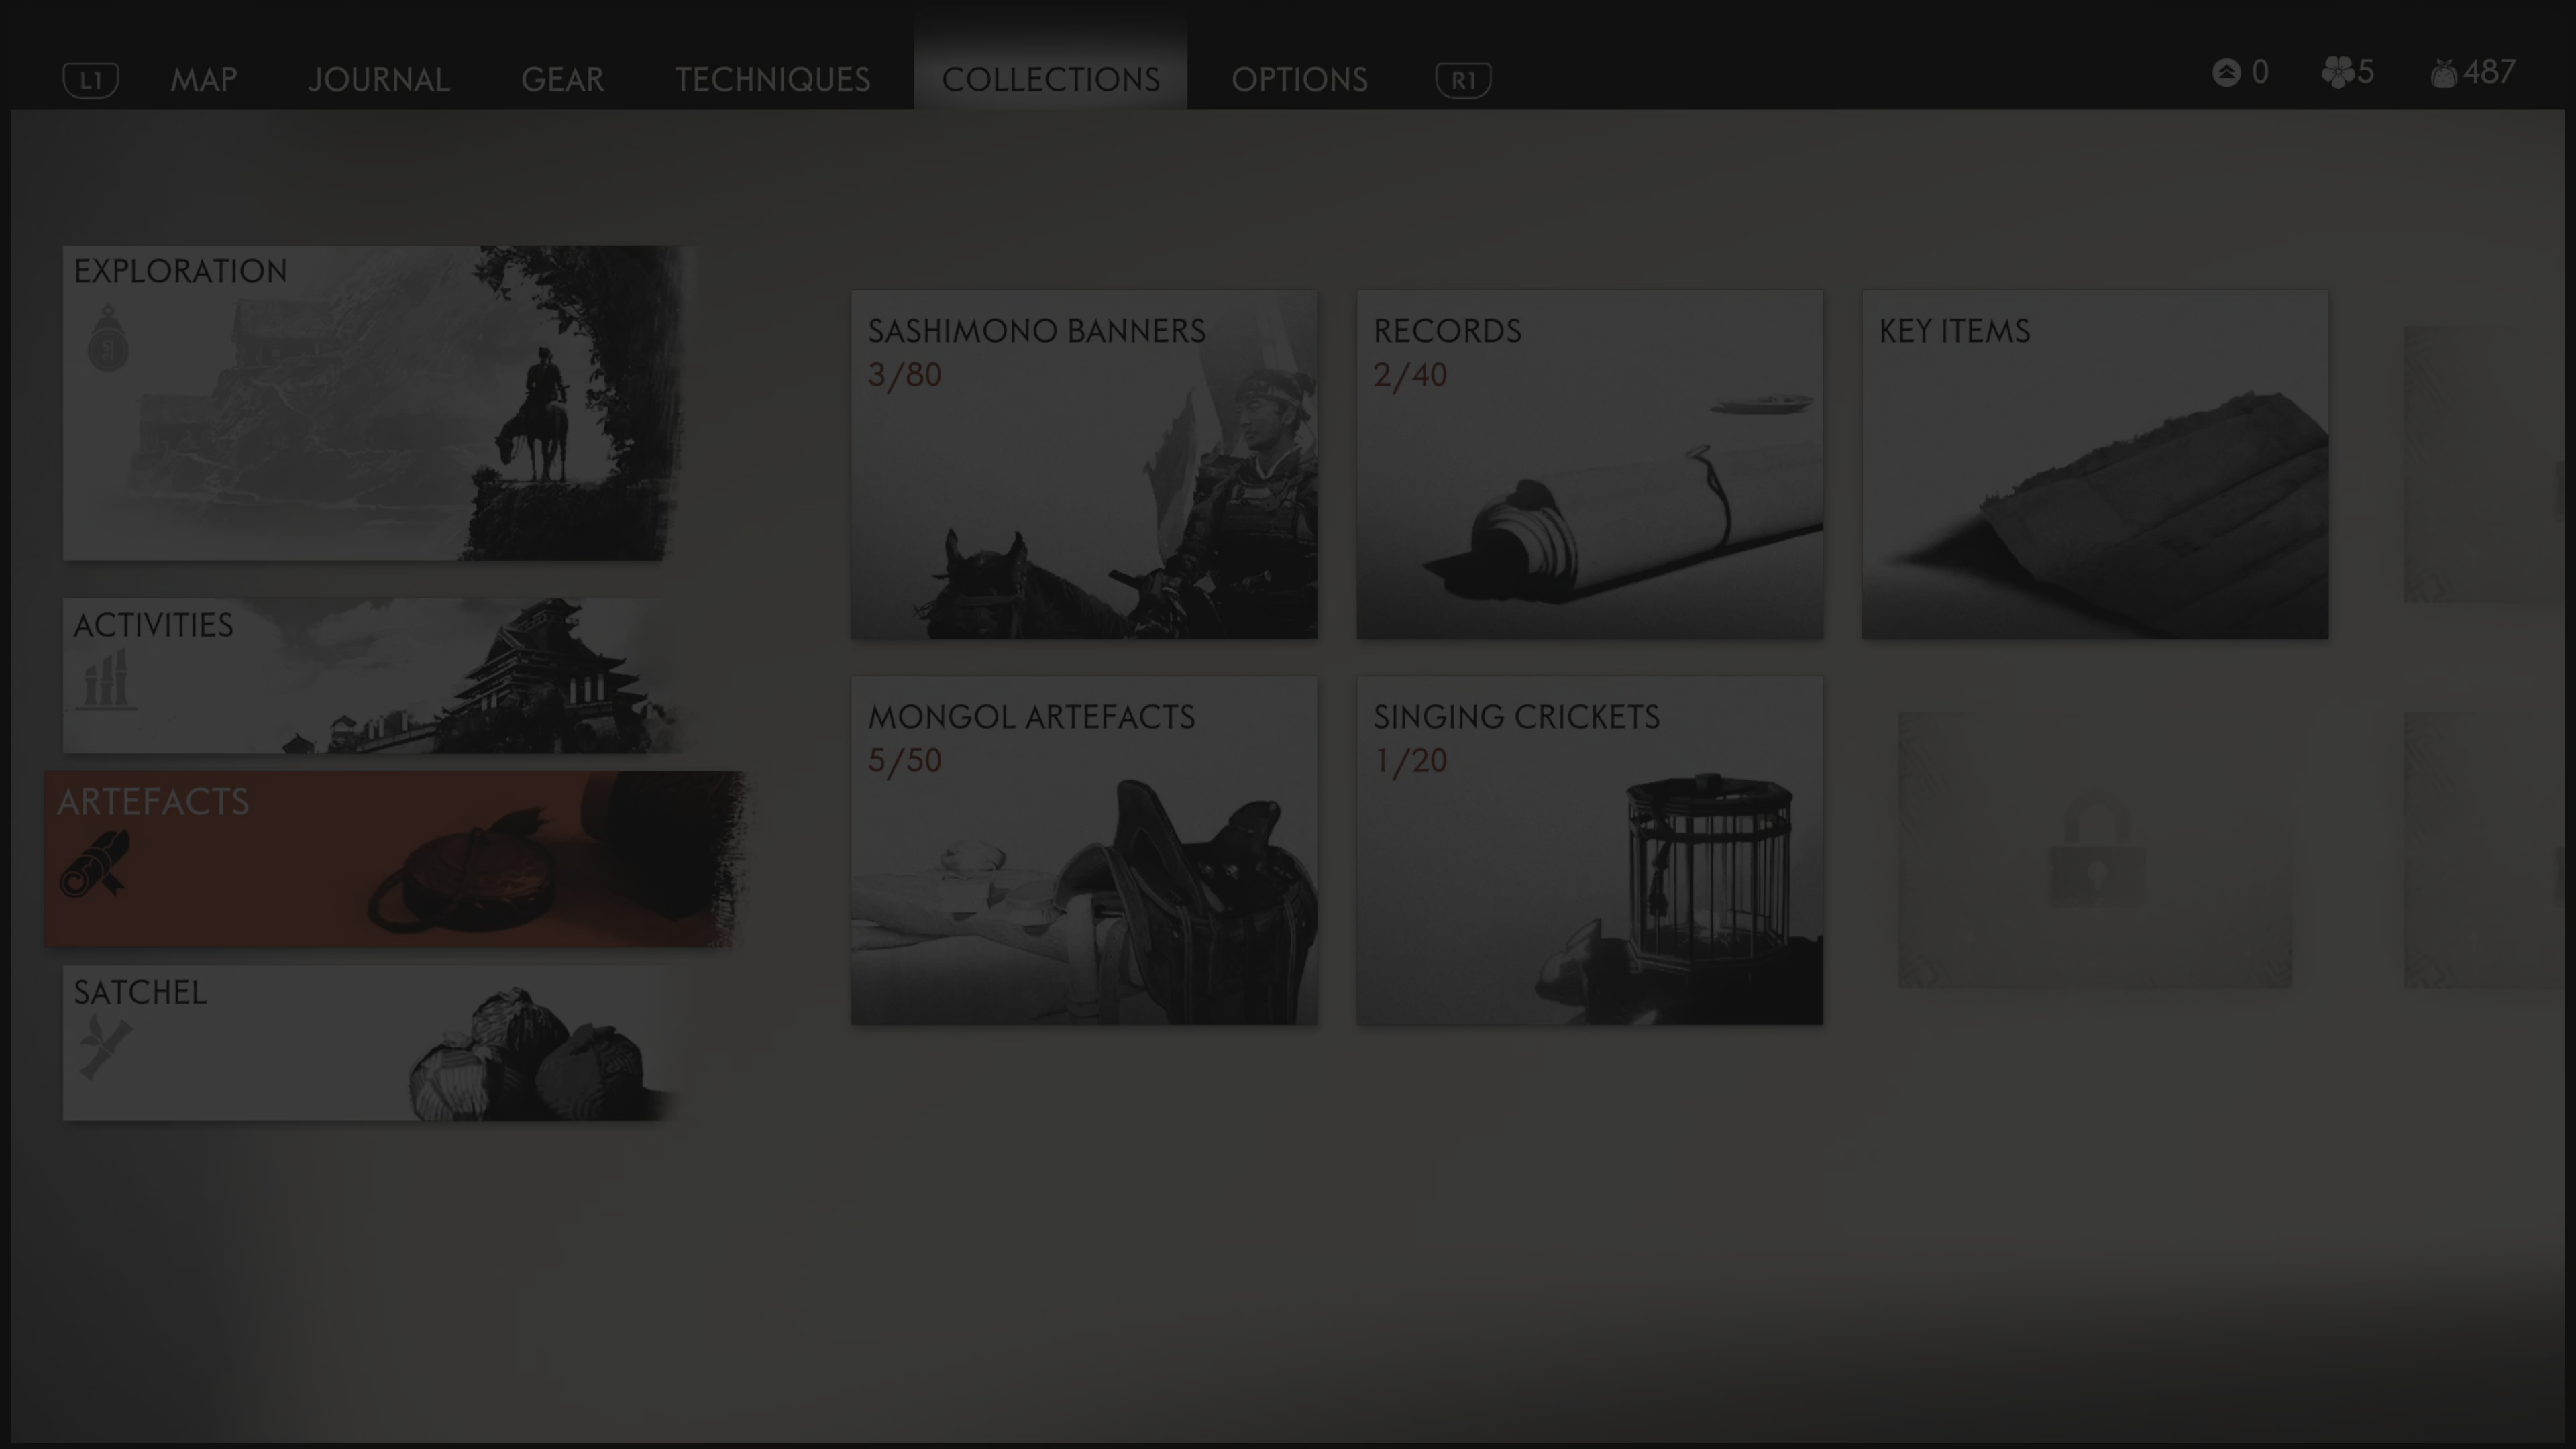 L1 MAP JOURNAL GEAR TECHNIQUES COLLECTIONS OPTIONS R1 0 5 487
EXPLORATION
ACTIVITIES
ARTEFACTS
SATCHEL
SASHIMONO BANNERS
3/80
RECORDS
2/40
KEY ITEMS
MONGOL ARTEFACTS
5/50
SINGING CRICKETS
1/20